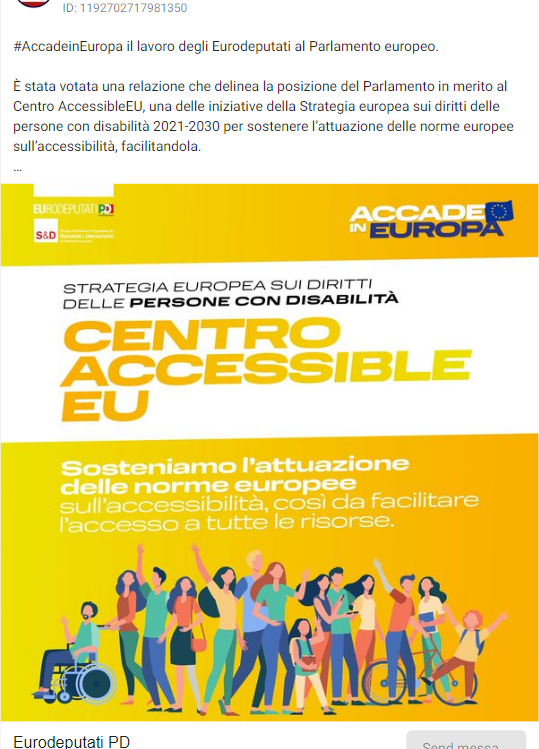 ID: 1192702717981350
#AccadeinEuropa il lavoro degli Eurodeputati al Parlamento europeo.
È stata votata una relazione che delinea la posizione del Parlamento in merito al
Centro AccessibleEU, una delle iniziative della Strategia europea sui diritti delle
persone con disabilità 2021-2030 per sostenere l'attuazione delle norme europee
sull'accessibilità, facilitandola.
...
EURODEPUTATI PD
S&D
ACCADE
IN EUROPA
STRATEGIA EUROPEA SUI DIRITTI
DELLE PERSONE CON DISABILITÀ
CENTRO
ACCESSIBLE
EU
Sosteniamo l'attuazione
delle norme europee
sull'accessibilità, così da facilitare
l'accesso a tutte le risorse.
Eurodeputati PD
Send messa